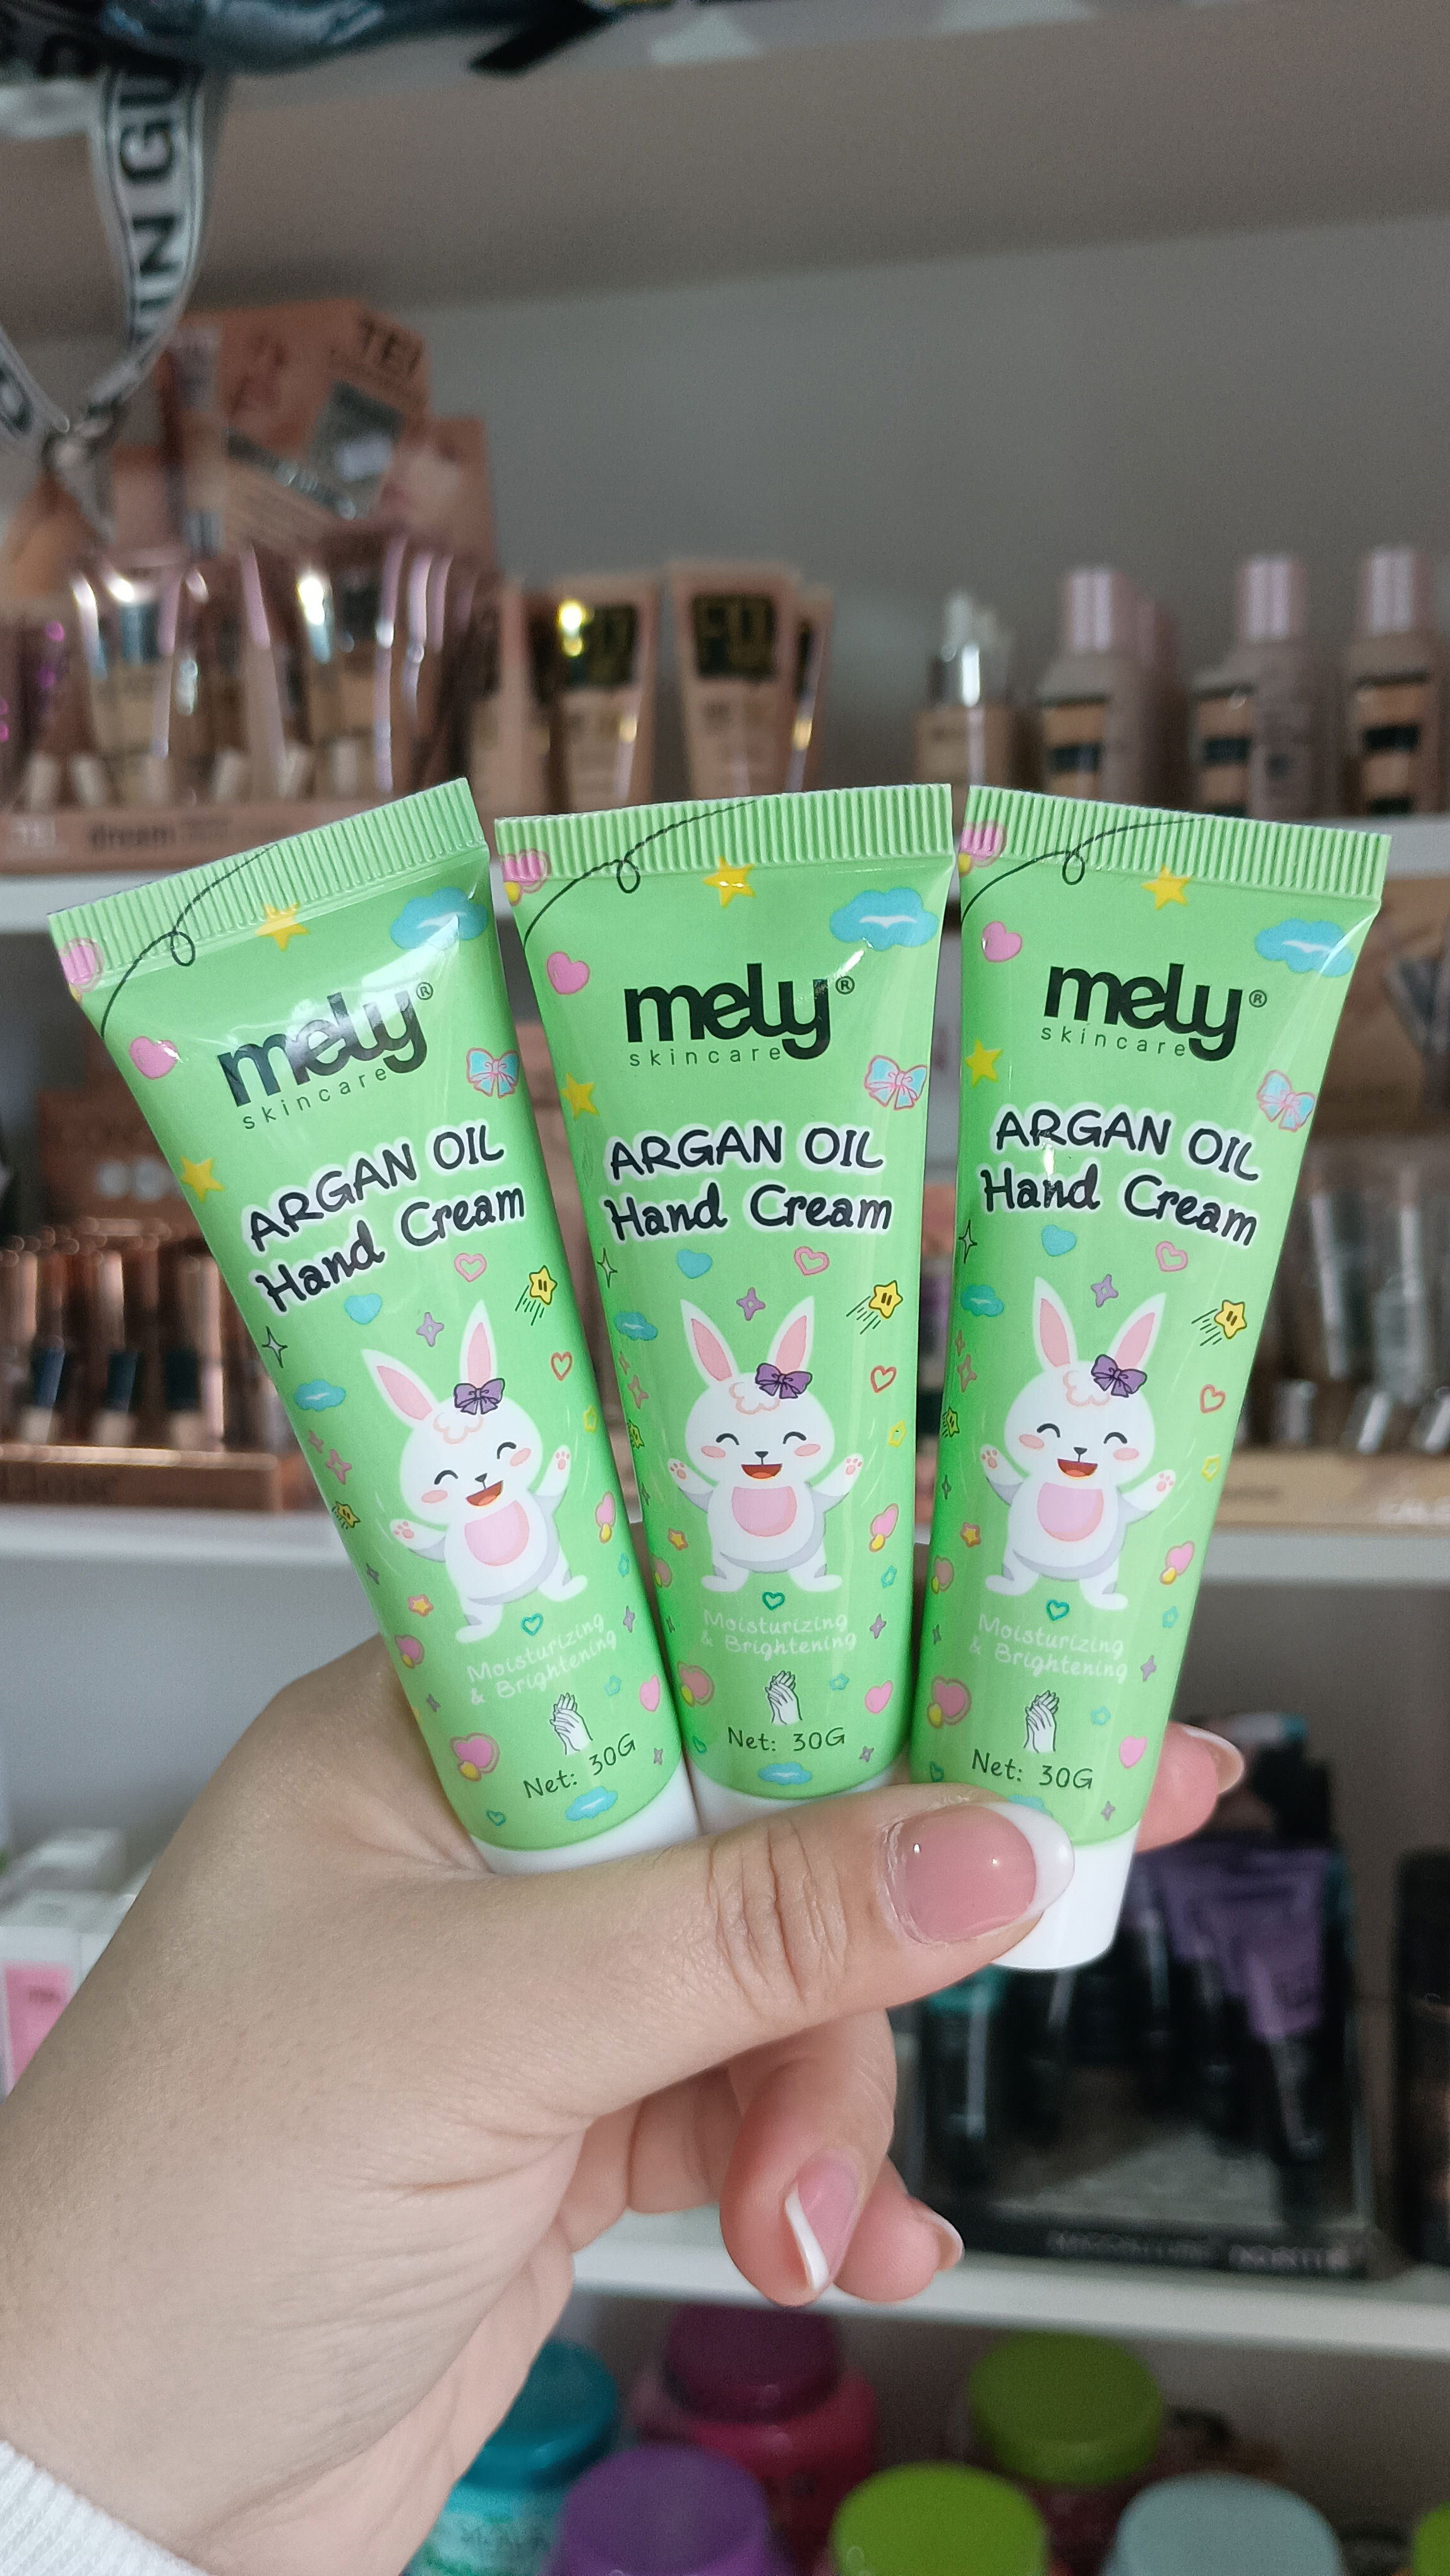 mely®
skincare
ARGAN OIL
Hand Cream
Moisturizing
& Brightening
Net: 30G
mely®
skincare
ARGAN OIL
Hand Cream
Moisturizing
& Brightening
Net: 30G
mely®
skincare
ARGAN OIL
Hand Cream
Moisturizing
& Brightening
Net: 30G